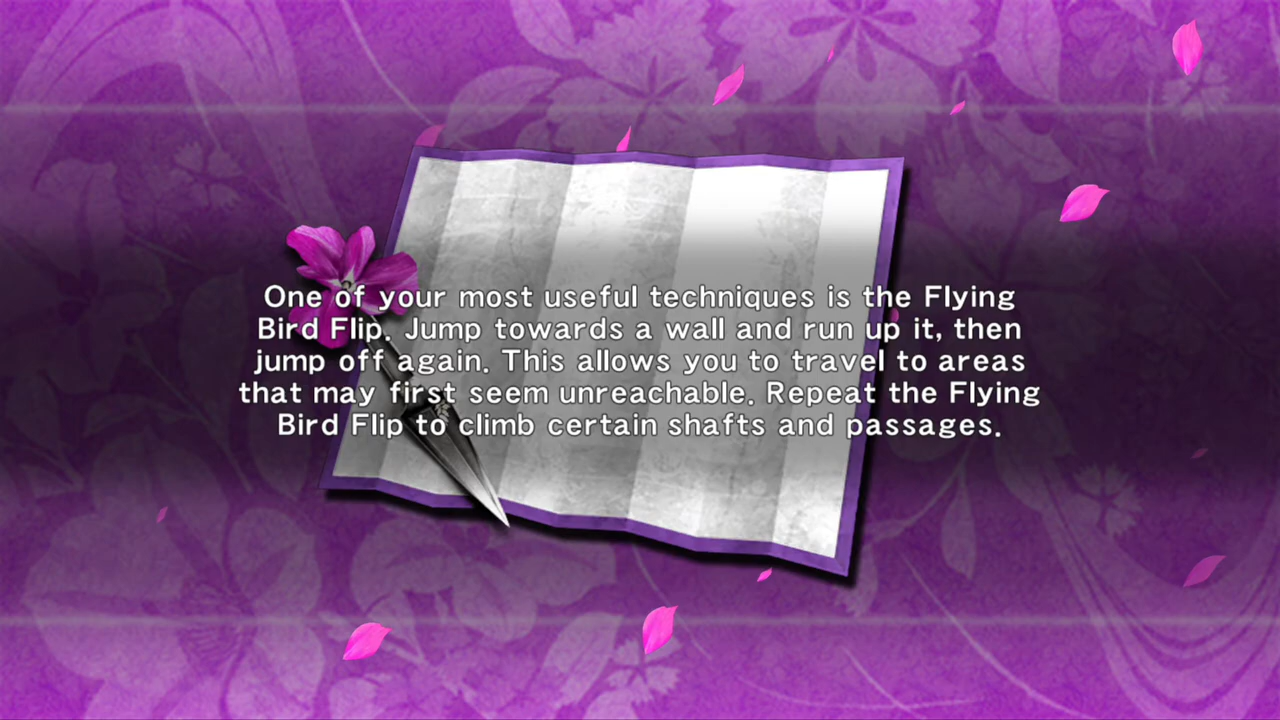 One of your most useful techniques is the Flying
Bird Flip. Jump towards a wall and run up it, then
jump off again. This allows you to travel to areas
that may first seem unreachable. Repeat the Flying
Bird Flip to climb certain shafts and passages.